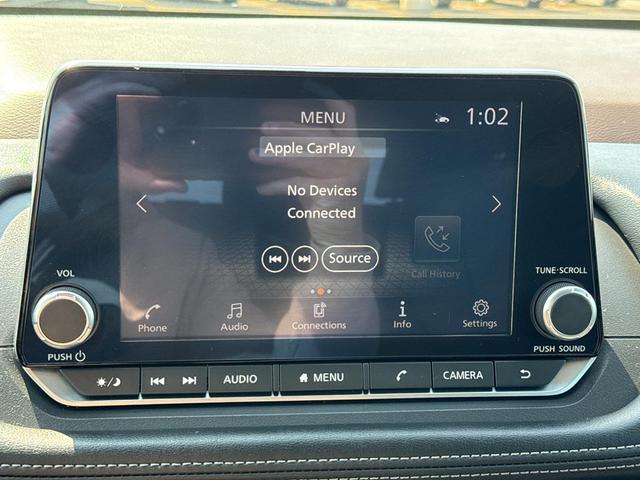 MENU
1:02
Apple CarPlay
No Devices
Connected
Source
Call History
VOL
TUNE·SCROLL
Phone
Audio
Connections
Info
Settings
PUSH
PUSH SOUND
AUDIO
MENU
CAMERA